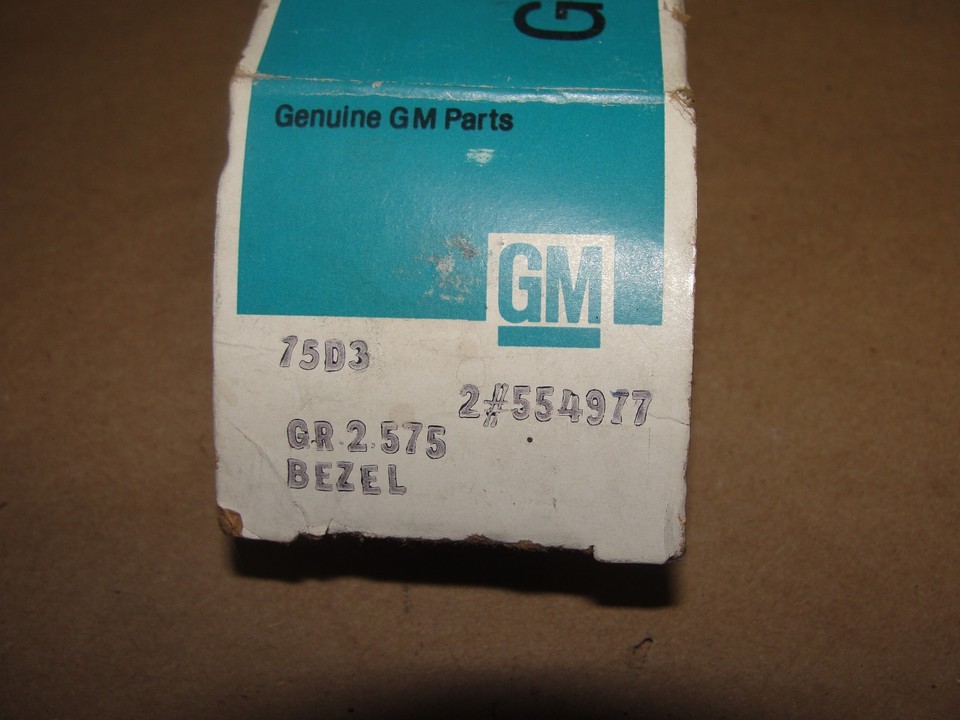 G
Genuine GM Parts
GM
75D3
2#554977
GR 2.575
BEZEL